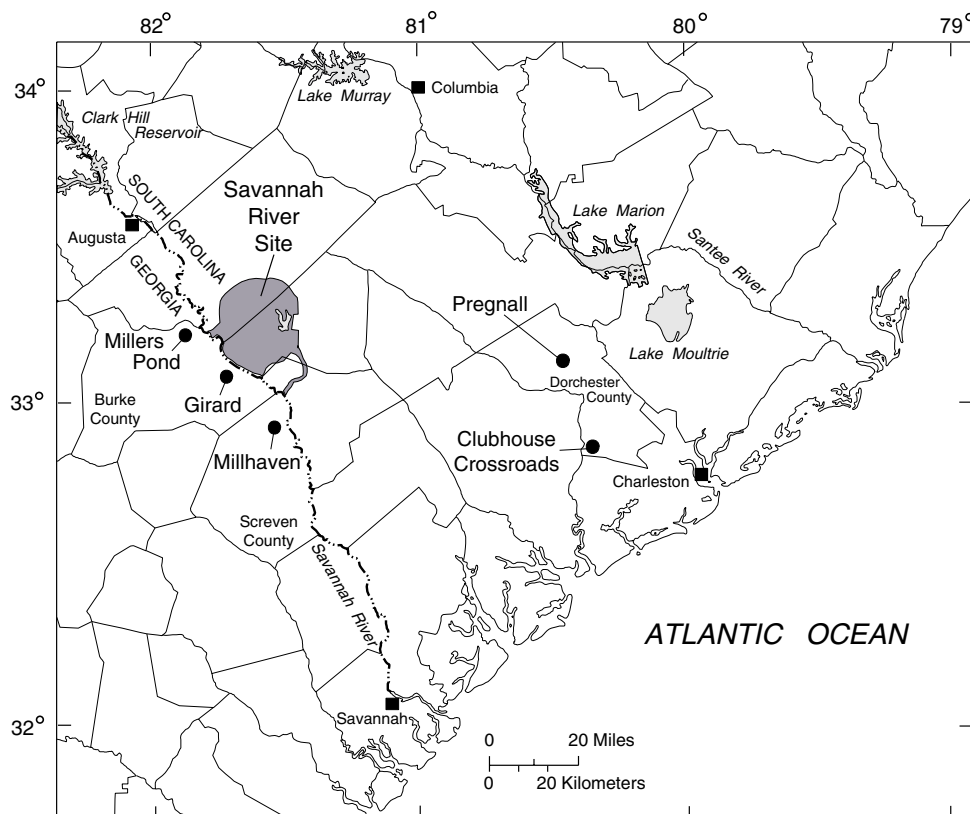 82° 81° 80° 79°
34°
33°
32°
Lake Murray
Columbia
Clark Hill
Reservoir
SOUTH CAROLINA
GEORGIA
Savannah
River
Site
Augusta
Lake Marion
Santee River
Pregnall
Lake Moultrie
Millers
Pond
Dorchester
County
Burke
County
Girard
Clubhouse
Crossroads
Millhaven
Charleston
Screven
County
Savannah River
ATLANTIC OCEAN
Savannah
0 20 Miles
0 20 Kilometers